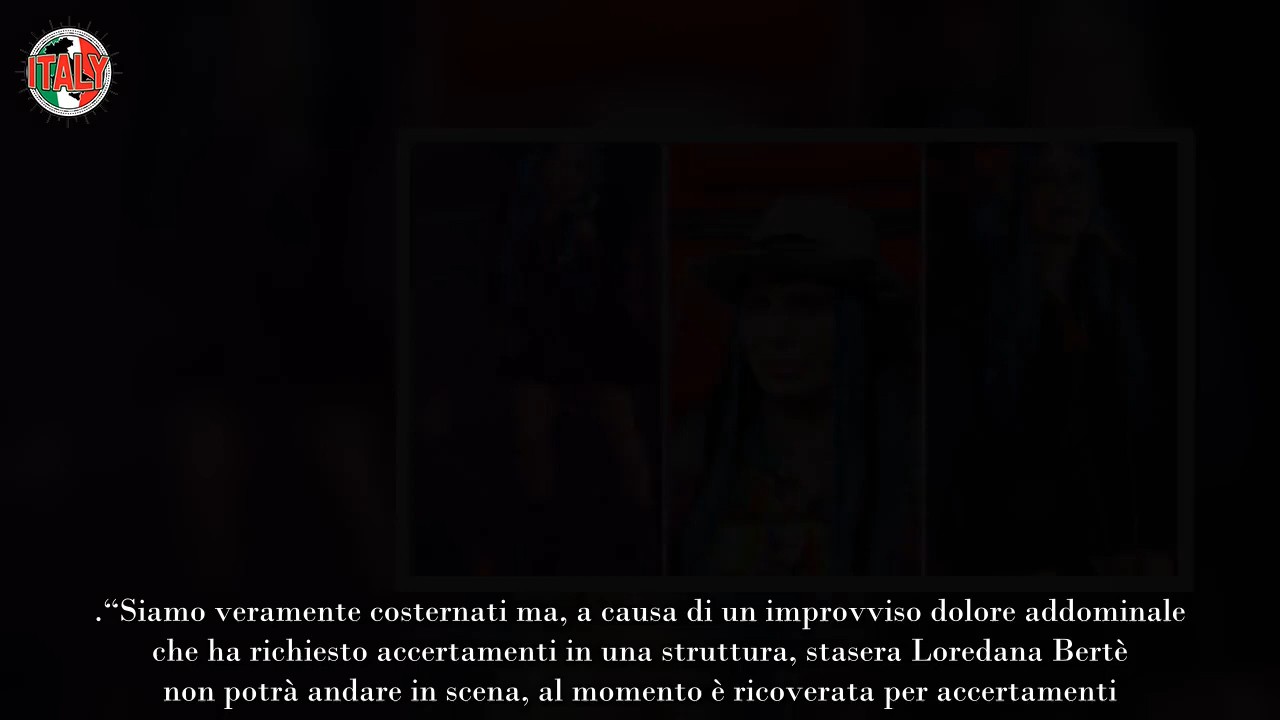 ITALY
.“Siamo veramente costernati ma, a causa di un improvviso dolore addominale
che ha richiesto accertamenti in una struttura, stasera Loredana Bertè
non potrà andare in scena, al momento è ricoverata per accertamenti